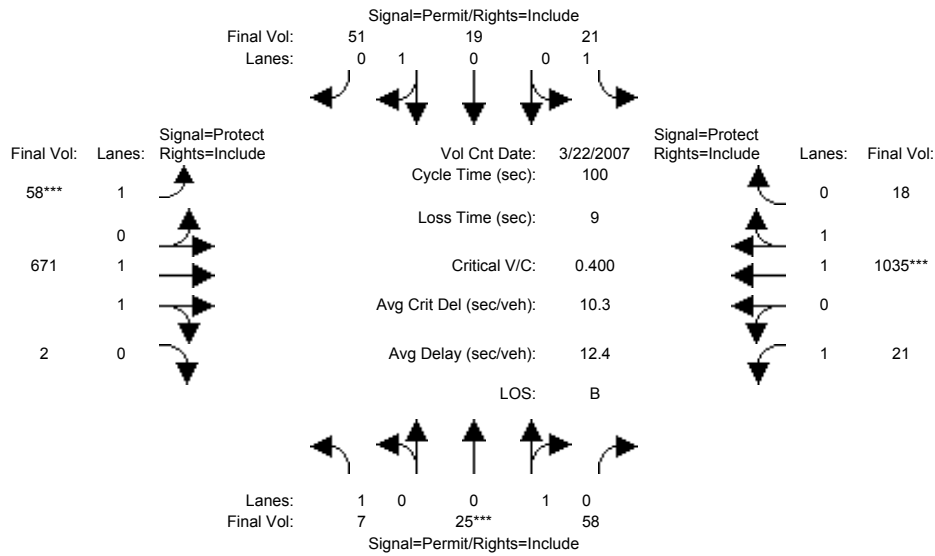 Signal=Permit/Rights=Include
Final Vol: 51 19 21
Lanes: 0 1 0 0 1
Signal=Protect Signal=Protect
Final Vol: Lanes: Rights=Include Vol Cnt Date: 3/22/2007 Rights=Include Lanes: Final Vol:
Cycle Time (sec): 100
58*** 1 0 18
Loss Time (sec): 9
0 1
671 1 Critical V/C: 0.400 1 1035***
1 Avg Crit Del (sec/veh): 10.3 0
2 0 Avg Delay (sec/veh): 12.4 1 21
LOS: B
Lanes: 1 0 0 1 0
Final Vol: 7 25*** 58
Signal=Permit/Rights=Include